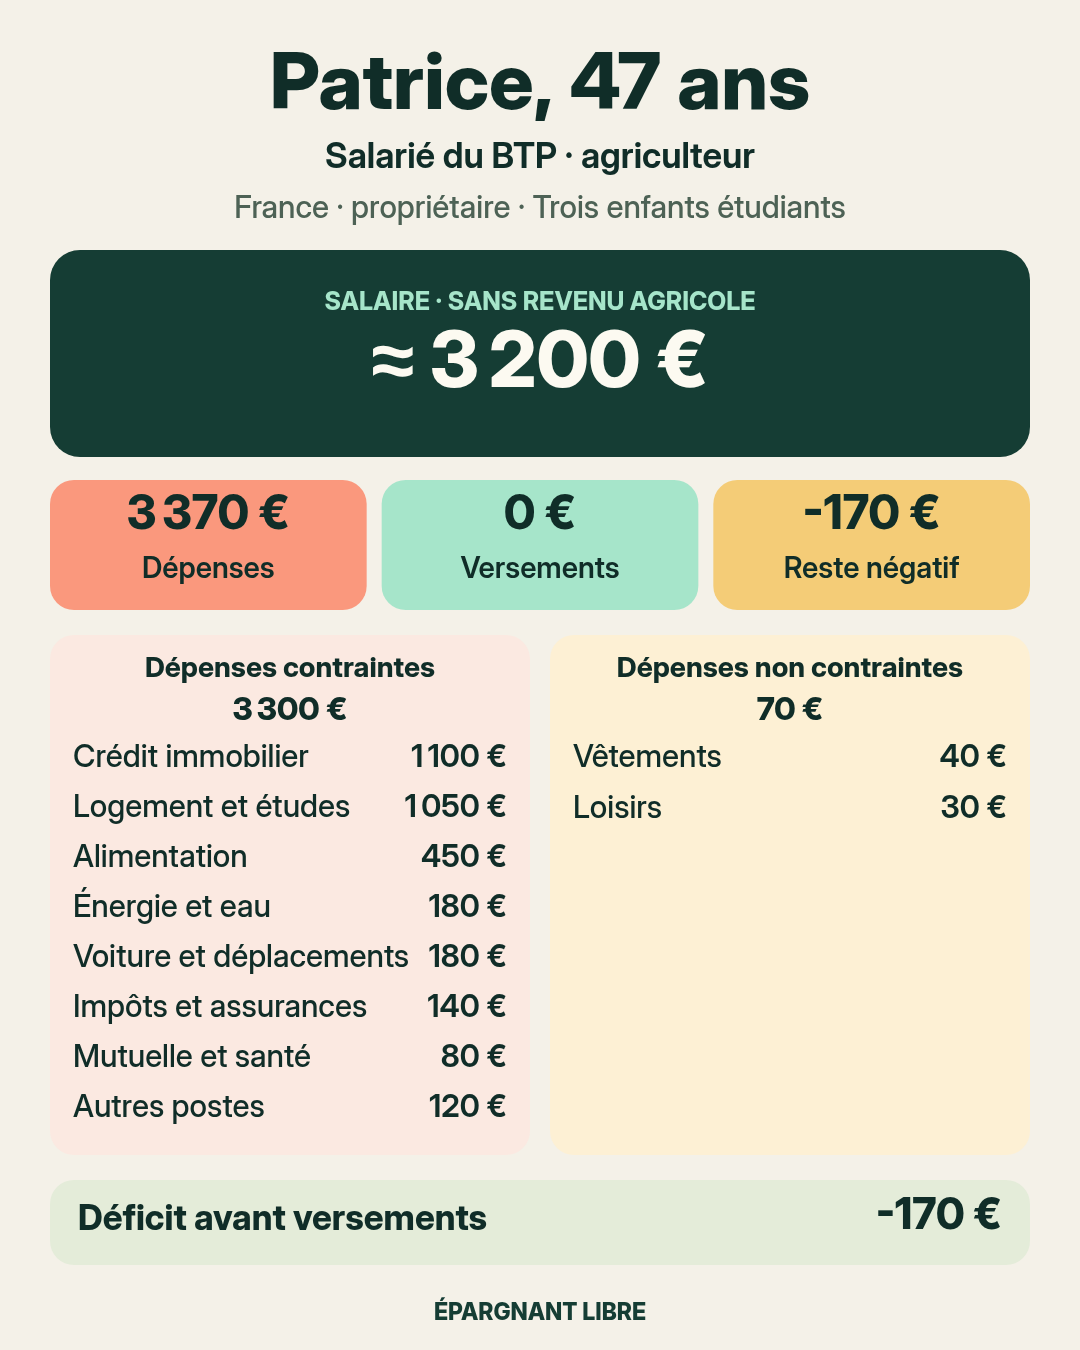 Patrice, 47 ans
Salarié du BTP · agriculteur
France · propriétaire · Trois enfants étudiants
SALAIRE · SANS REVENU AGRICOLE
≈ 3 200 €
3 370 €
Dépenses
0 €
Versements
-170 €
Reste négatif
Dépenses contraintes
3 300 €
Crédit immobilier 1 100 €
Logement et études 1 050 €
Alimentation 450 €
Énergie et eau 180 €
Voiture et déplacements 180 €
Impôts et assurances 140 €
Mutuelle et santé 80 €
Autres postes 120 €
Dépenses non contraintes
70 €
Vêtements 40 €
Loisirs 30 €
Déficit avant versements -170 €
ÉPARGNANT LIBRE